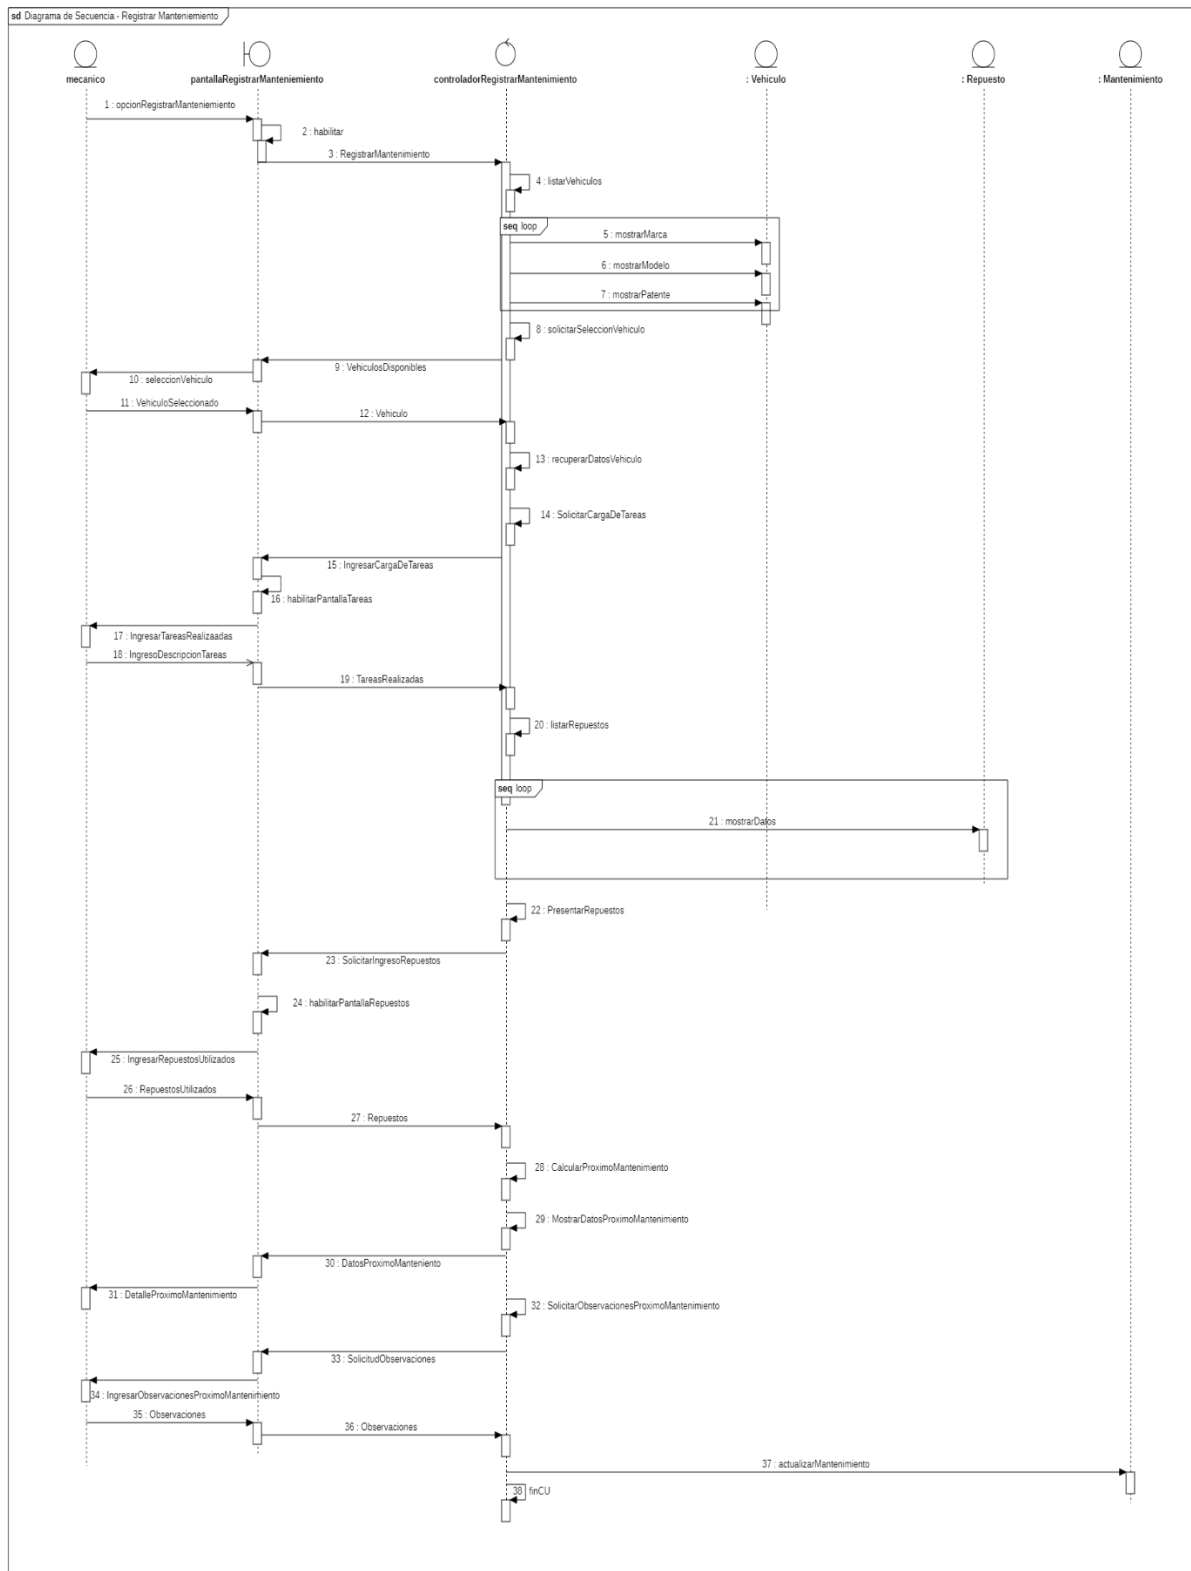 sd Diagrama de Secuencia - Registrar Manteniemiento
mecanico
pantallaRegistrarManteniemiento
controladorRegistrarMantenimiento
: Vehiculo
: Repuesto
: Mantenimiento
1 : opcionRegistrarManteniemiento
2 : habilitar
3 : RegistrarMantenimiento
4 : listarVehiculos
seq loop
5 : mostrarMarca
6 : mostrarModelo
7 : mostrarPatente
8 : solicitarSeleccionVehiculo
9 : VehiculosDisponibles
10 : seleccionVehiculo
11 : VehiculoSeleccionado
12 : Vehiculo
13 : recuperarDatosVehiculo
14 : SolicitarCargaDeTareas
15 : IngresarCargaDeTareas
16 : habilitarPantallaTareas
17 : IngresarTareasRealizaadas
18 : IngresoDescripcionTareas
19 : TareasRealizadas
20 : listarRepuestos
seq loop
21 : mostrarDatos
22 : PresentarRepuestos
23 : SolicitarIngresoRepuestos
24 : habilitarPantallaRepuestos
25 : IngresarRepuestosUtilizados
26 : RepuestosUtilizados
27 : Repuestos
28 : CalcularProximoMantenimiento
29 : MostrarDatosProximoMantenimiento
30 : DatosProximoManteniento
31 : DetalleProximoMantenimiento
32 : SolicitarObservacionesProximoMantenimiento
33 : SolicitudObservaciones
34 : IngresarObservacionesProximoMantenimiento
35 : Observaciones
36 : Observaciones
37 : actualizarMantenimiento
38 : finCU